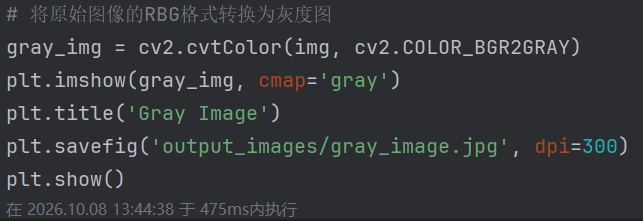 # 将原始图像的RBG格式转换为灰度图
gray_img = cv2.cvtColor(img, cv2.COLOR_BGR2GRAY)
plt.imshow(gray_img, cmap='gray')
plt.title('Gray Image')
plt.savefig('output_images/gray_image.jpg', dpi=300)
plt.show()
在 2026.10.08 13:44:38 于 475ms内执行